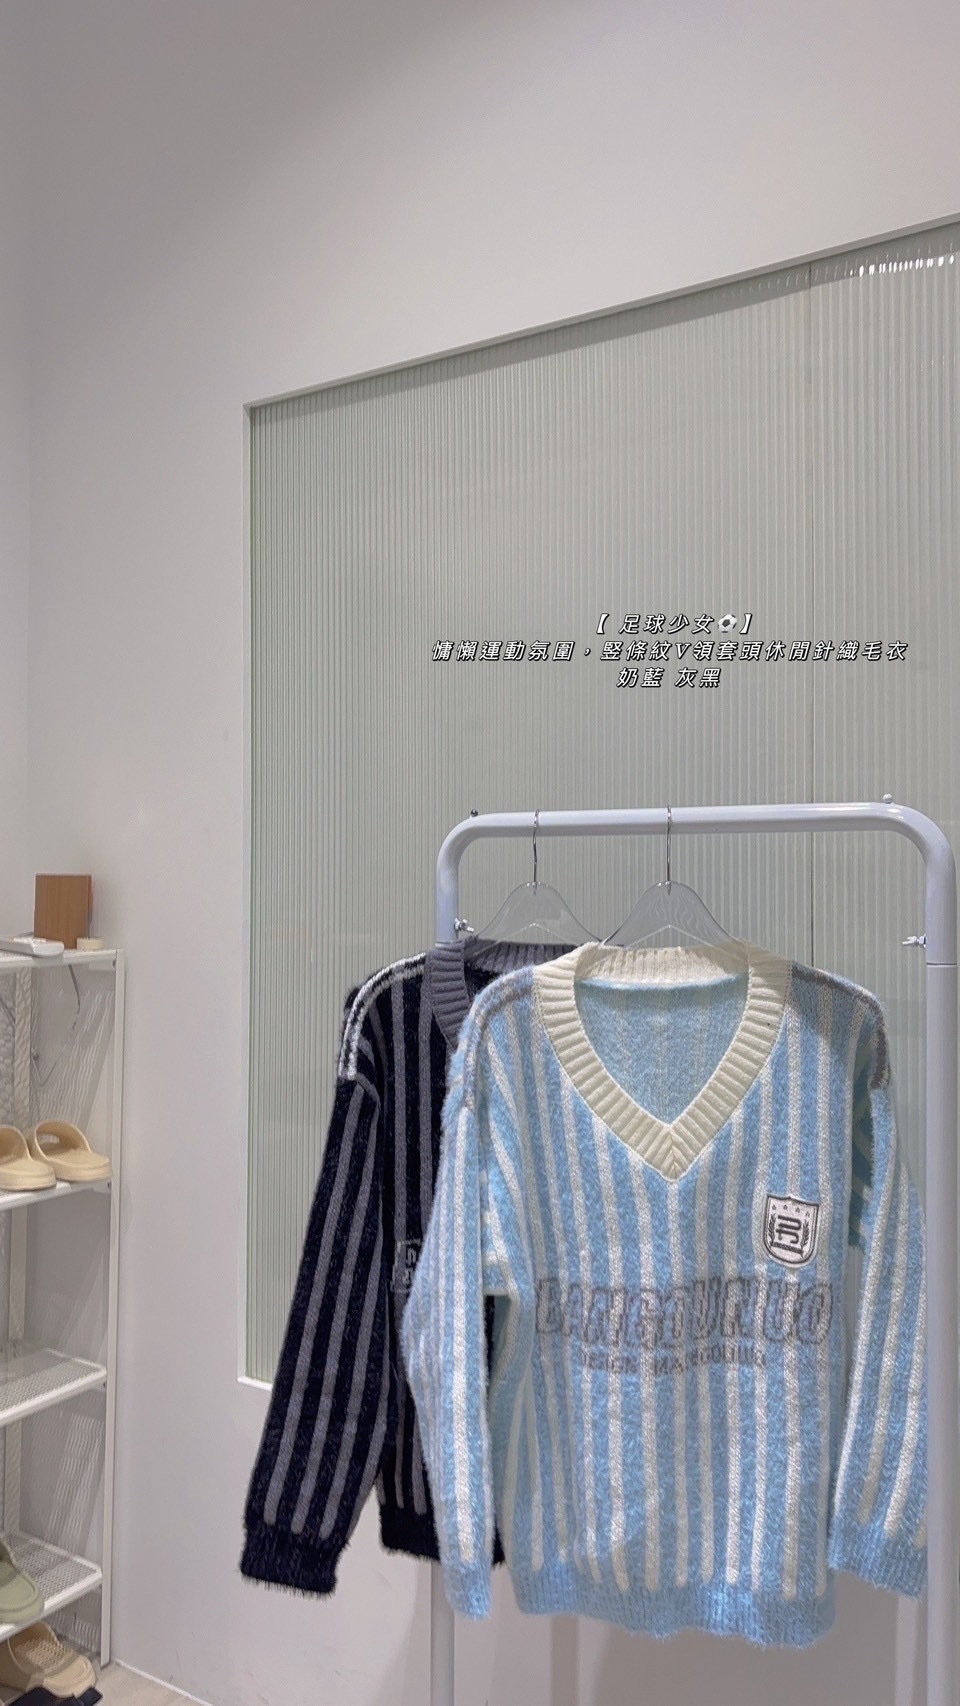 【 足球少女⚽】
慵懶運動氛圍，竪條紋V領套頭休閒針織毛衣
奶藍 灰黑